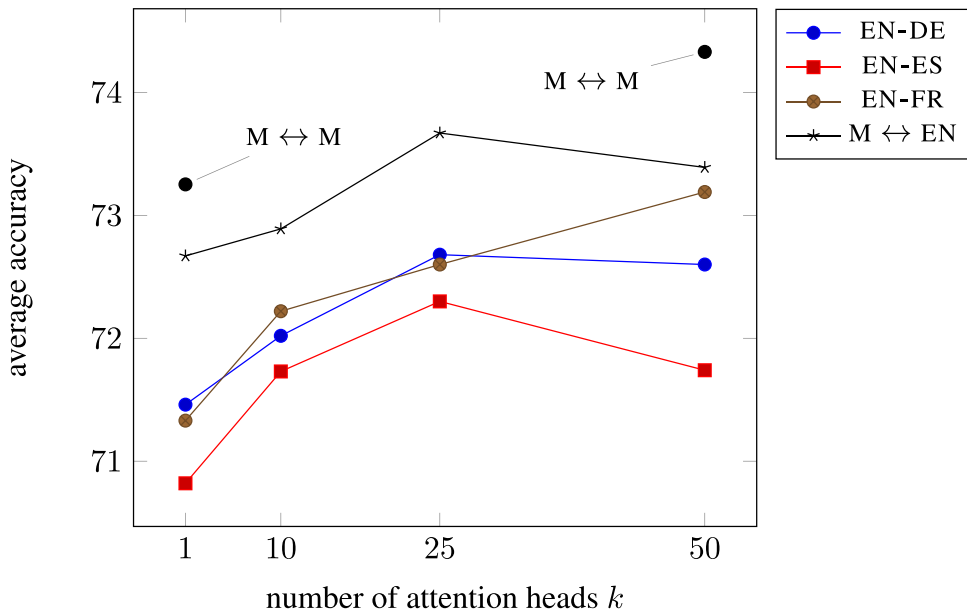 EN-DE
EN-ES
EN-FR
M ↔ EN
M ↔ M
M ↔ M
average accuracy
74
73
72
71
1
10
25
50
number of attention heads k